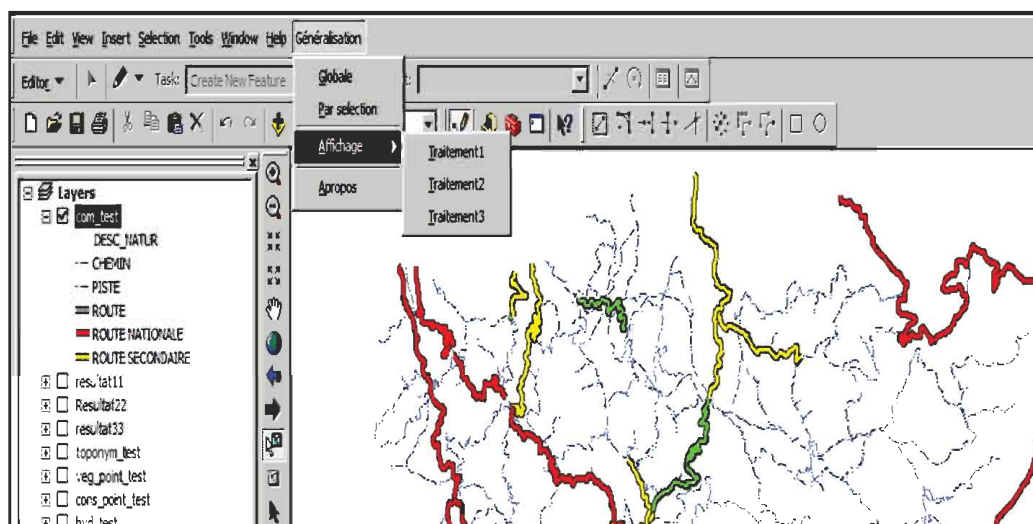 File Edit View Insert Selection Tools Window Help Généralisation
Editor Task: Create New Feature
Globale
Par selection
Affichage
Apropos
Traitement1
Traitement2
Traitement3
Layers
com_test
DESC_NATUR
CHEMIN
PISTE
ROUTE
ROUTE NATIONALE
ROUTE SECONDAIRE
resultat11
Resultat22
resultat33
toponym_test
veg_point_test
cons_point_test
hyd_test